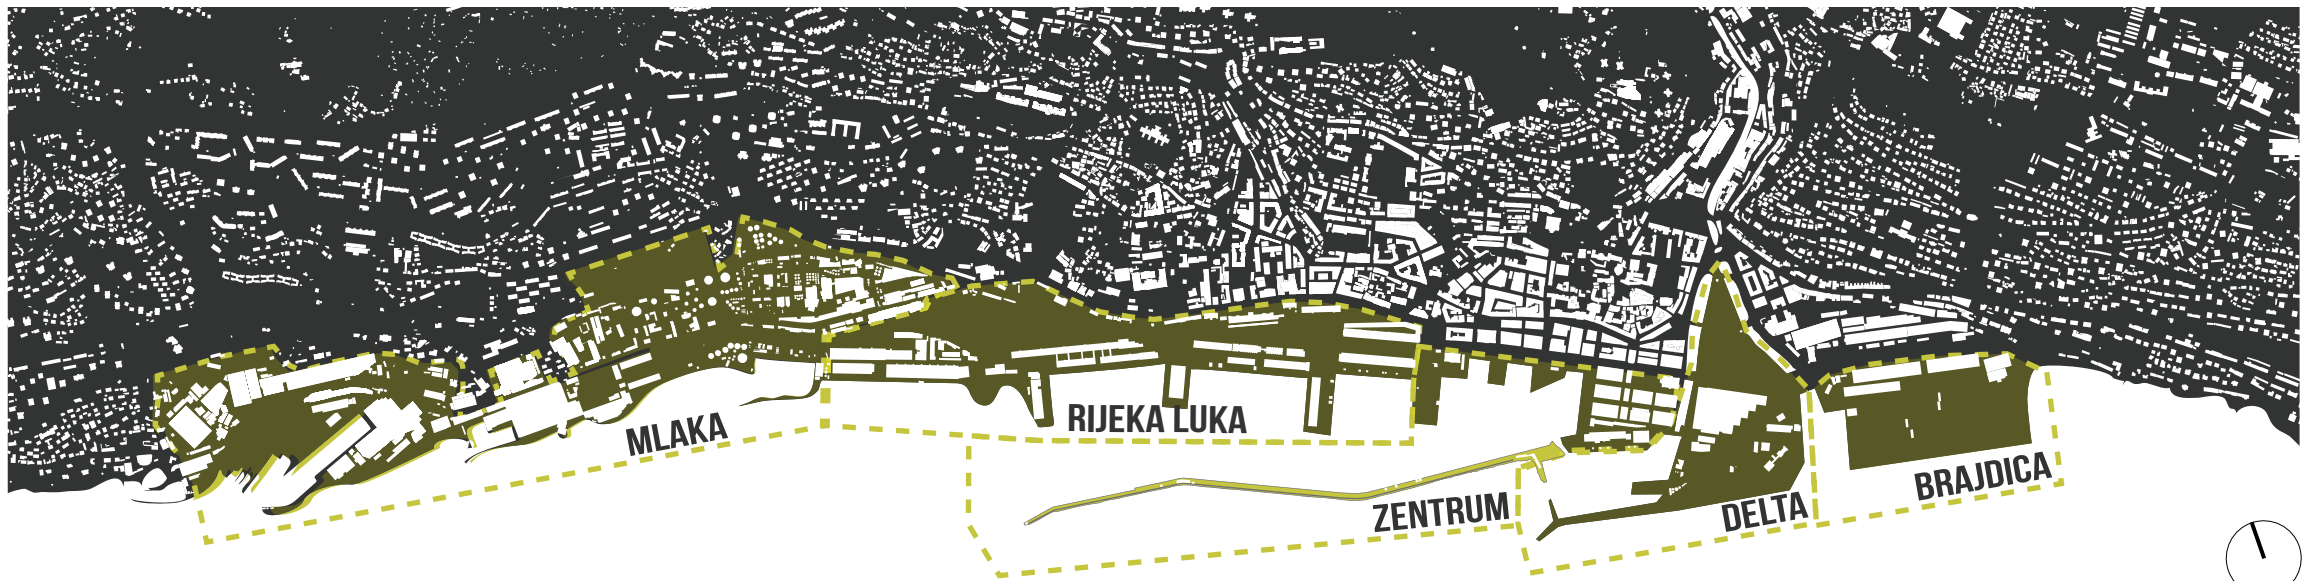 MLAKA
RIJEKA LUKA
ZENTRUM
DELTA
BRAJDICA